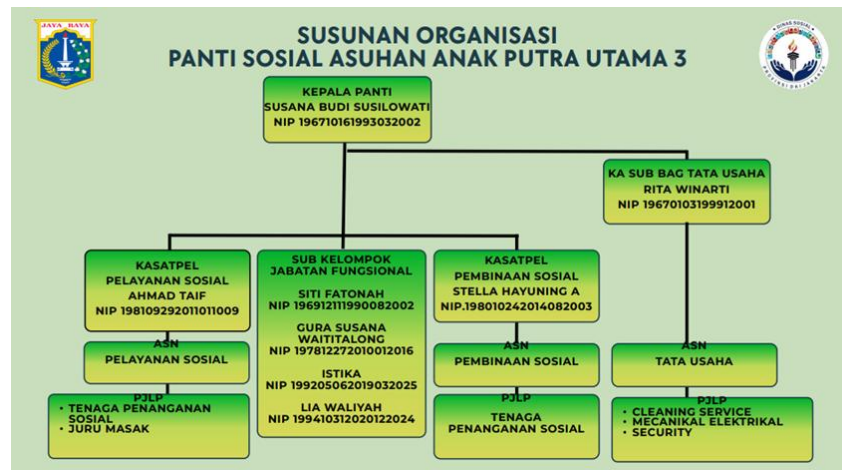 JAYA RAYA
SUSUNAN ORGANISASI
PANTI SOSIAL ASUHAN ANAK PUTRA UTAMA 3
DINAS SOSIAL
PROVINSI DKI JAKARTA
KEPALA PANTI
SUSANA BUDI SUSILOWATI
NIP 196710161993032002
KA SUB BAG TATA USAHA
RITA WINARTI
NIP 19670103199912001
KASATPEL
PELAYANAN SOSIAL
AHMAD TAIF
NIP 198109292011011009
SUB KELOMPOK
JABATAN FUNGSIONAL
SITI FATONAH
NIP 196912111990082002
GURA SUSANA
WAITITALONG
NIP 197812272010012016
ISTIKA
NIP 199205062019032025
LIA WALIYAH
NIP 199410312020122024
KASATPEL
PEMBINAAN SOSIAL
STELLA HAYUNING A
NIP.198010242014082003
ASN
PELAYANAN SOSIAL
ASN
PEMBINAAN SOSIAL
ASN
TATA USAHA
PJLP
• TENAGA PENANGANAN
SOSIAL
• JURU MASAK
PJLP
TENAGA
PENANGANAN SOSIAL
PJLP
• CLEANING SERVICE
• MECANIKAL ELEKTRIKAL
• SECURITY